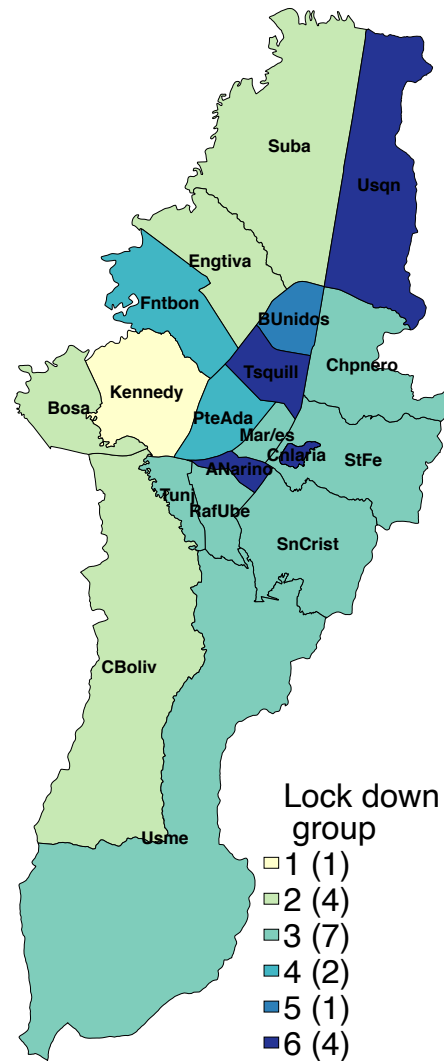 Suba
Usqn
Engtiva
Fntbon
BUnidos
Tsquill
Chpnero
Kennedy
Bosa
PteAda
Mar/es
Cnlaria
StFe
ANarino
Tunj
RafUbe
SnCrist
CBoliv
Usme
Lock down
group
1 (1)
2 (4)
3 (7)
4 (2)
5 (1)
6 (4)